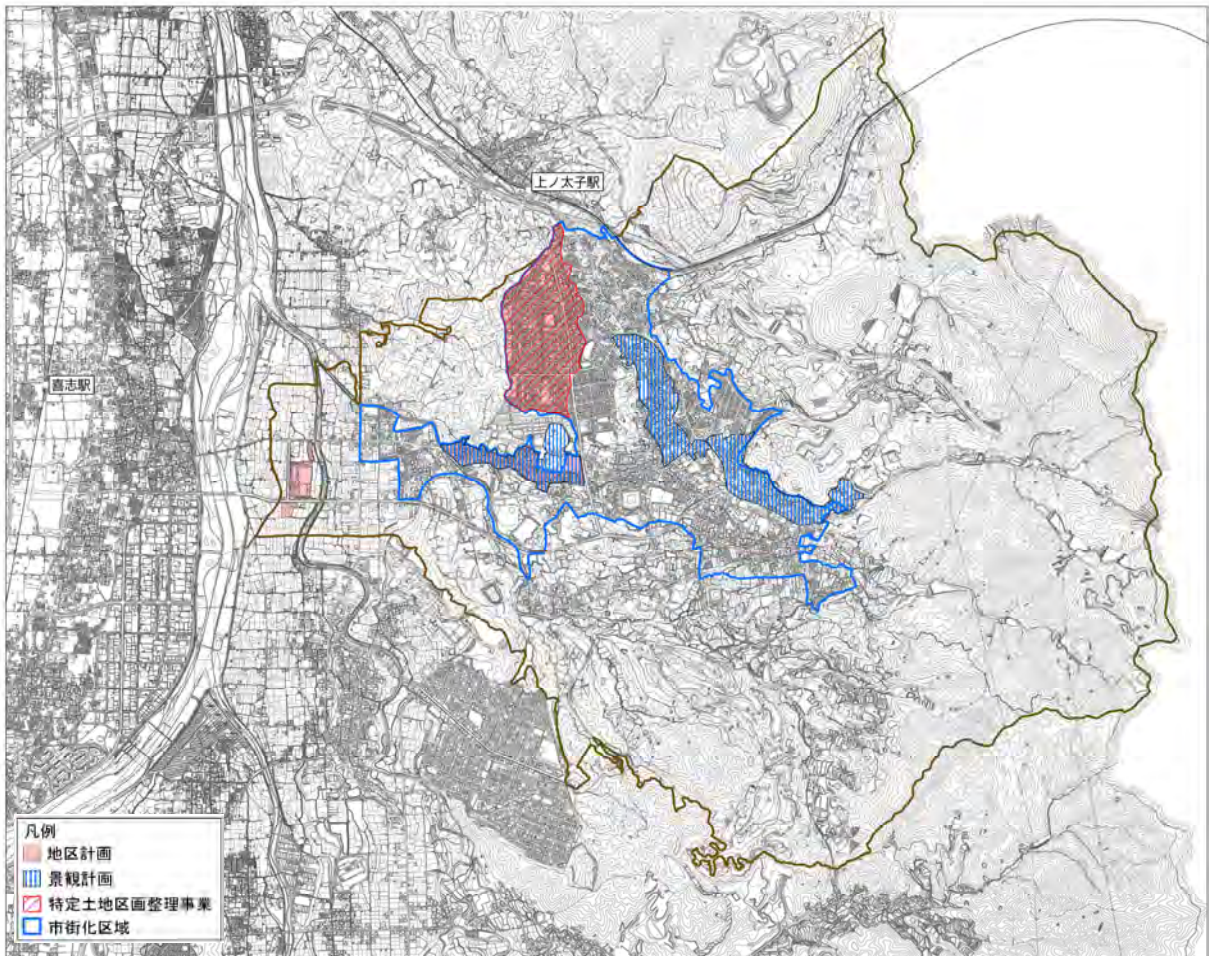 上ノ太子駅
喜志駅
凡例
地区計画
景観計画
特定土地区画整理事業
市街化区域